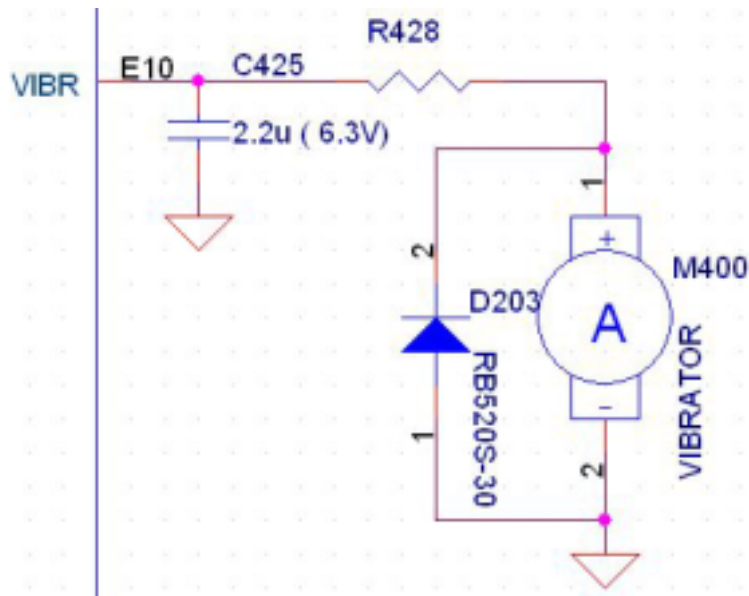 R428
VIBR
E10
C425
2.2u ( 6.3V)
1
2
+
M400
D203
A
RB520S-30
VIBRATOR
-
1
2